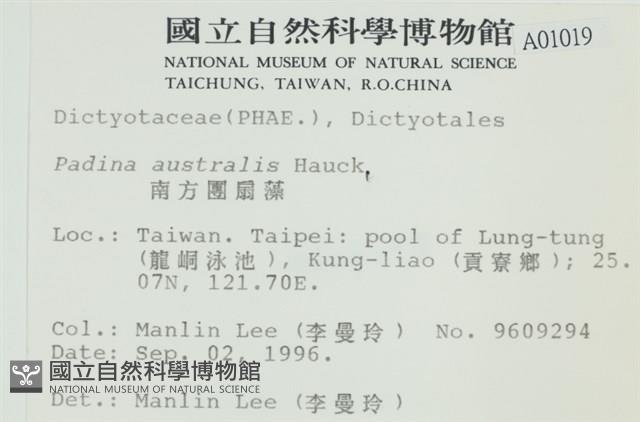 國立自然科學博物館
A01019
NATIONAL MUSEUM OF NATURAL SCIENCE
TAICHUNG, TAIWAN, R.O.CHINA
Dictyotaceae(PHAE.), Dictyotales
Padina australis Hauck,
南方團扇藻
Loc.: Taiwan. Taipei: pool of Lung-tung
(龍峒泳池), Kung-liao (貢寮鄉); 25.
07N, 121.70E.
Col.: Manlin Lee (李曼玲) No. 9609294
Date: Sep. 02, 1996.
國立自然科學博物館
NATIONAL MUSEUM OF NATURAL SCIENCE
Det.: Manlin Lee (李曼玲)